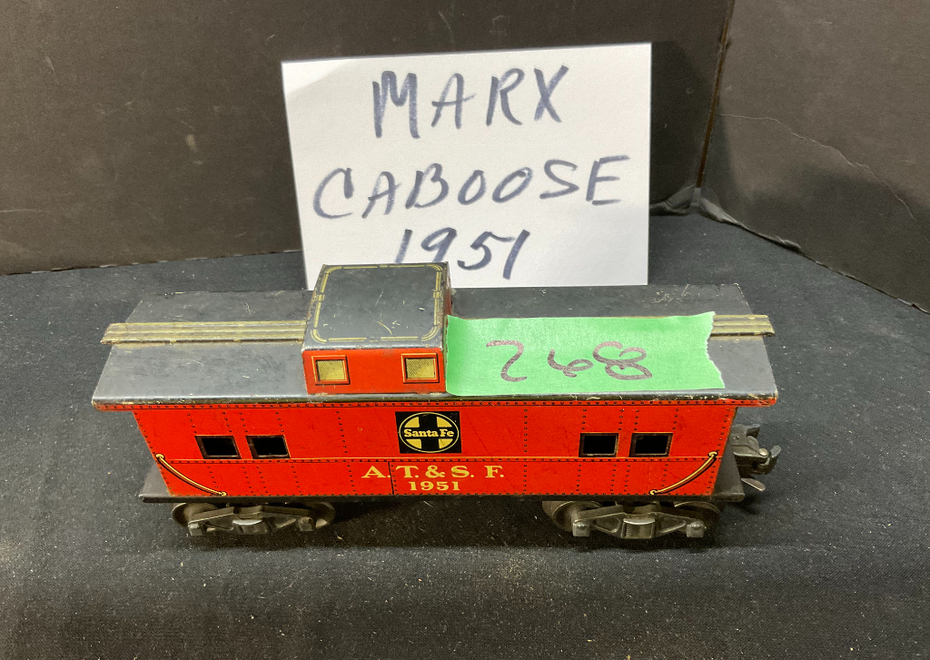 MARX
CABOOSE
1951
268
Santa Fe
A. T. & S. F.
1951